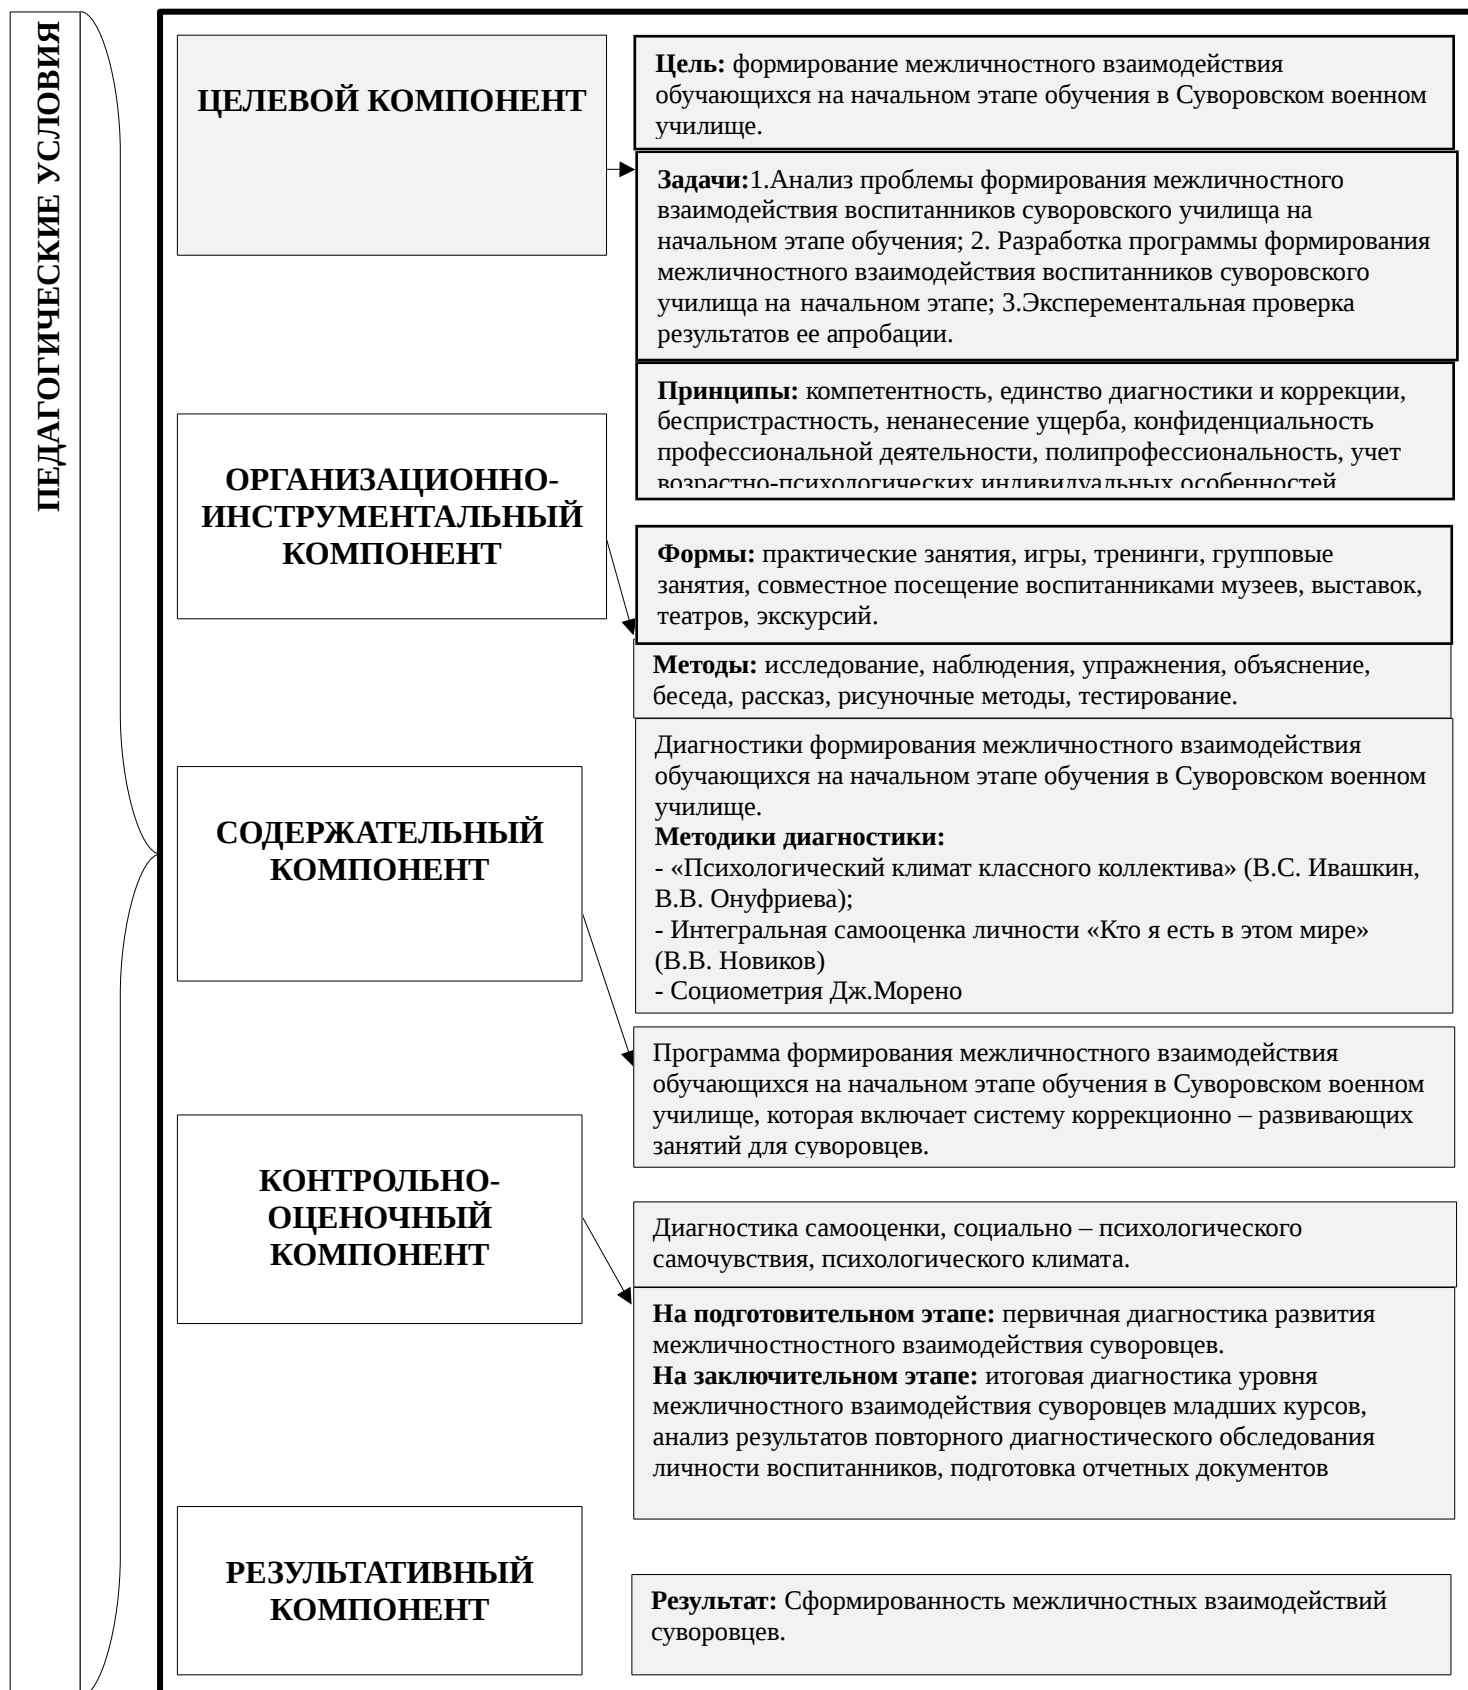 ПЕДАГОГИЧЕСКИЕ УСЛОВИЯ
ЦЕЛЕВОЙ КОМПОНЕНТ
Цель: формирование межличностного взаимодействия
обучающихся на начальном этапе обучения в Суворовском военном
училище.
Задачи:1.Анализ проблемы формирования межличностного
взаимодействия воспитанников суворовского училища на
начальном этапе обучения; 2. Разработка программы формирования
межличностного взаимодействия воспитанников суворовского
училища на начальном этапе; 3.Эксперементальная проверка
результатов ее апробации.
Принципы: компетентность, единство диагностики и коррекции,
беспристрастность, ненанесение ущерба, конфиденциальность
профессиональной деятельности, полипрофессиональность, учет
возрастно-психологических индивидуальных особенностей
ОРГАНИЗАЦИОННО-
ИНСТРУМЕНТАЛЬНЫЙ
КОМПОНЕНТ
Формы: практические занятия, игры, тренинги, групповые
занятия, совместное посещение воспитанниками музеев, выставок,
театров, экскурсий.
Методы: исследование, наблюдения, упражнения, объяснение,
беседа, рассказ, рисуночные методы, тестирование.
СОДЕРЖАТЕЛЬНЫЙ
КОМПОНЕНТ
Диагностики формирования межличностного взаимодействия
обучающихся на начальном этапе обучения в Суворовском военном
училище.
Методики диагностики:
- «Психологический климат классного коллектива» (В.С. Ивашкин,
В.В. Онуфриева);
- Интегральная самооценка личности «Кто я есть в этом мире»
(В.В. Новиков)
- Социометрия Дж.Морено
Программа формирования межличностного взаимодействия
обучающихся на начальном этапе обучения в Суворовском военном
училище, которая включает систему коррекционно – развивающих
занятий для суворовцев.
КОНТРОЛЬНО-
ОЦЕНОЧНЫЙ
КОМПОНЕНТ
Диагностика самооценки, социально – психологического
самочувствия, психологического климата.
На подготовительном этапе: первичная диагностика развития
межличностностного взаимодействия суворовцев.
На заключительном этапе: итоговая диагностика уровня
межличностного взаимодействия суворовцев младших курсов,
анализ результатов повторного диагностического обследования
личности воспитанников, подготовка отчетных документов
РЕЗУЛЬТАТИВНЫЙ
КОМПОНЕНТ
Результат: Сформированность межличностных взаимодействий
суворовцев.